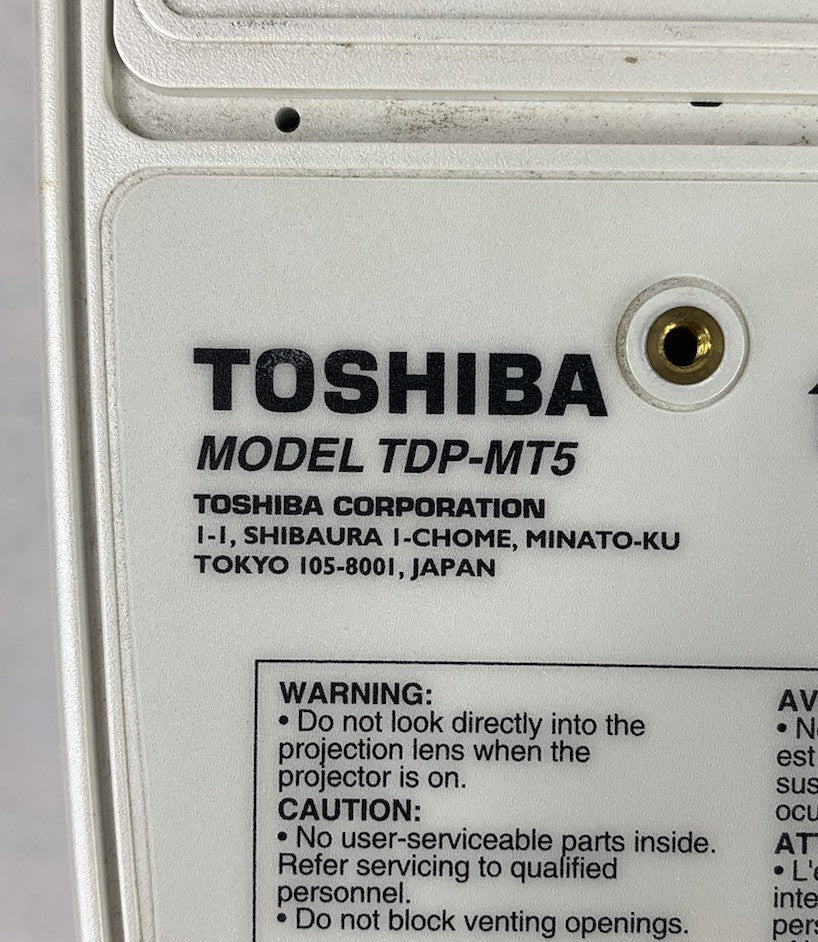 TOSHIBA
MODEL TDP-MT5
TOSHIBA CORPORATION
1-1, SHIBAURA 1-CHOME, MINATO-KU
TOKYO 105-8001, JAPAN
WARNING:
• Do not look directly into the
projection lens when the
projector is on.
CAUTION:
• No user-serviceable parts inside.
Refer servicing to qualified
personnel.
• Do not block venting openings.
est